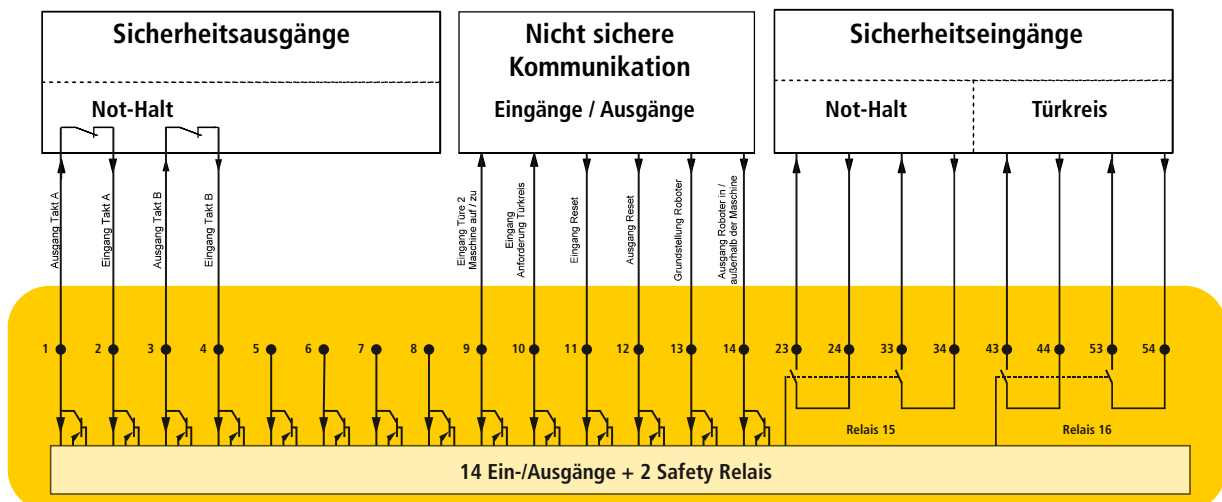 Sicherheitsausgänge
Not-Halt
Nicht sichere
Kommunikation
Eingänge / Ausgänge
Sicherheitseingänge
Not-Halt
Türkreis
Ausgang Takt A
Eingang Takt A
Ausgang Takt B
Eingang Takt B
Eingang Türe 2
Maschine auf / zu
Eingang
Anforderung Türkreis
Eingang Reset
Ausgang Reset
Grundstellung Roboter
Ausgang Roboter in /
außerhalb der Maschine
1
2
3
4
5
6
7
8
9
10
11
12
13
14
23
24
33
34
43
44
53
54
Relais 15
Relais 16
14 Ein-/Ausgänge + 2 Safety Relais